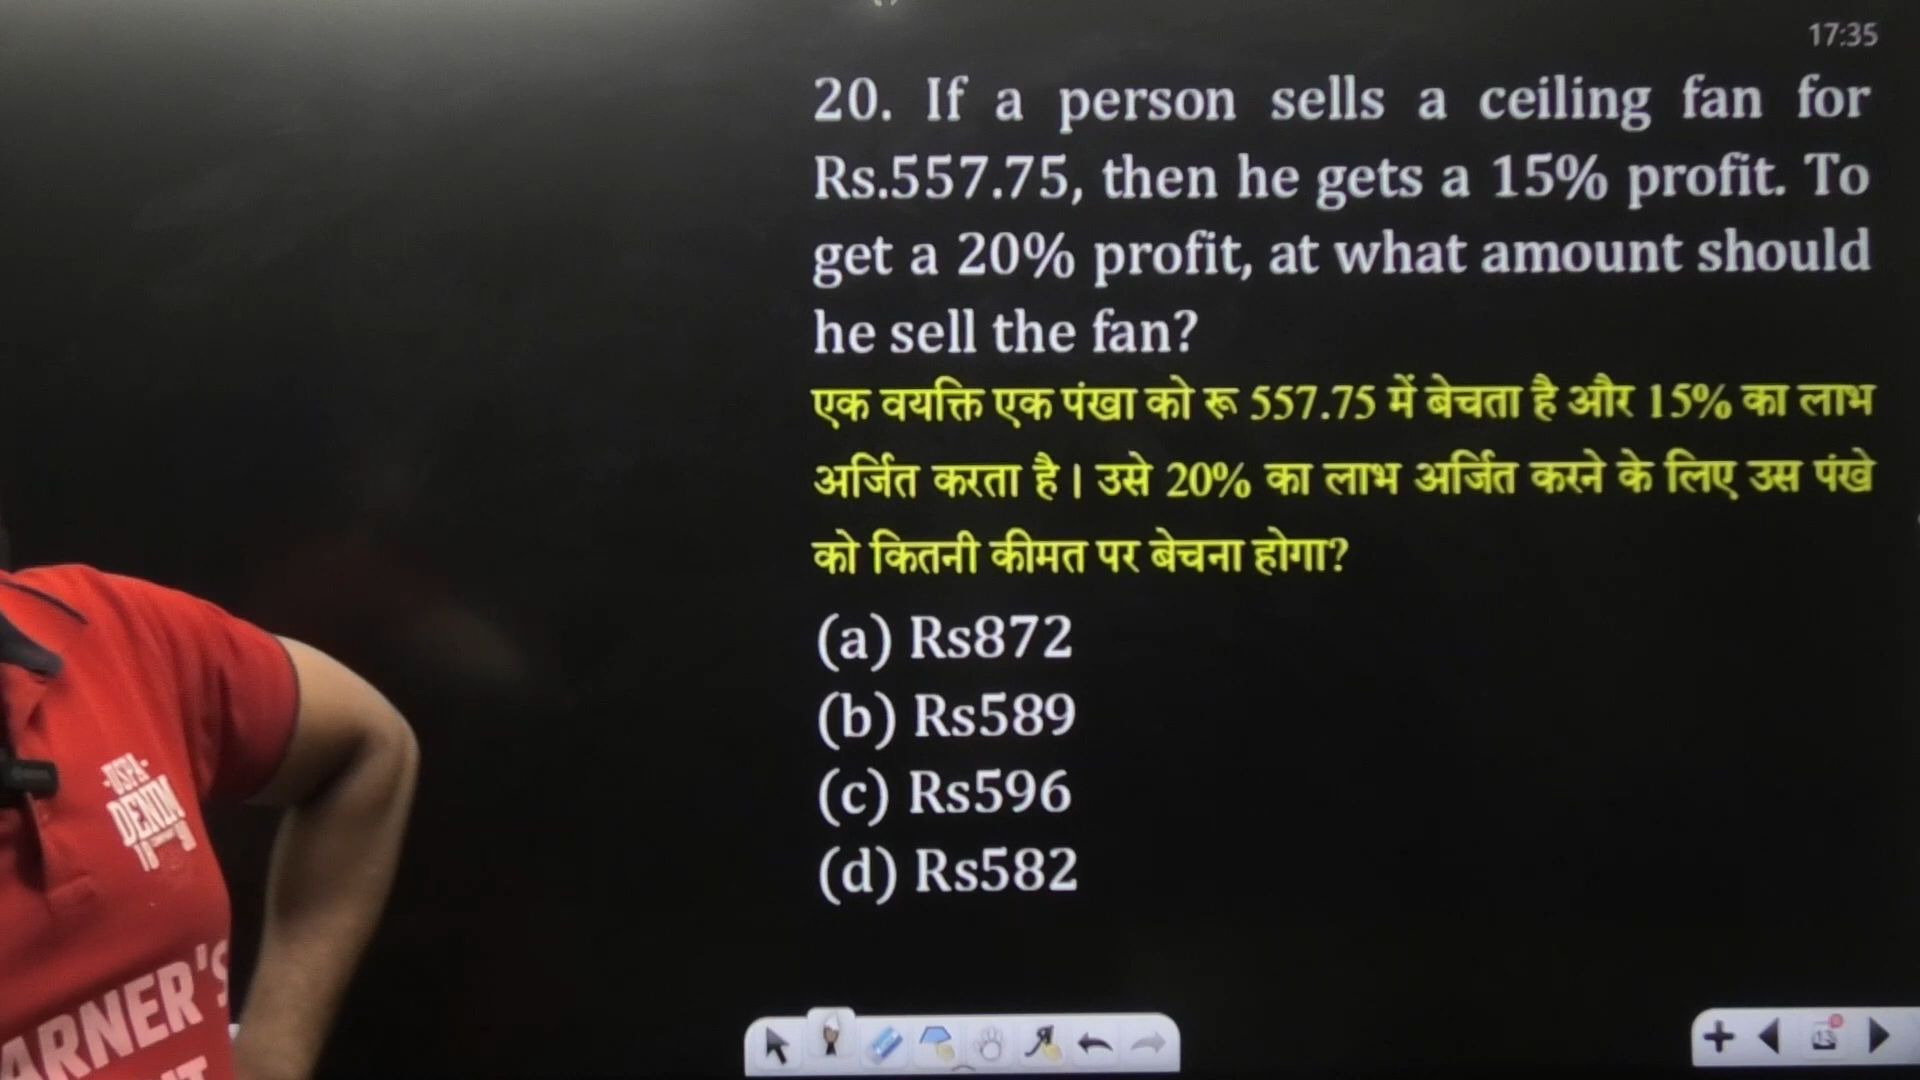 17:35
20. If a person sells a ceiling fan for
Rs.557.75, then he gets a 15% profit. To
get a 20% profit, at what amount should
he sell the fan?
एक वयक्ति एक पंखा को रू 557.75 में बेचता है और 15% का लाभ
अर्जित करता है। उसे 20% का लाभ अर्जित करने के लिए उस पंखे
को कितनी कीमत पर बेचना होगा?
(a) Rs872
(b) Rs589
(c) Rs596
(d) Rs582
-USPA-
DENIM
ARNER'S
13